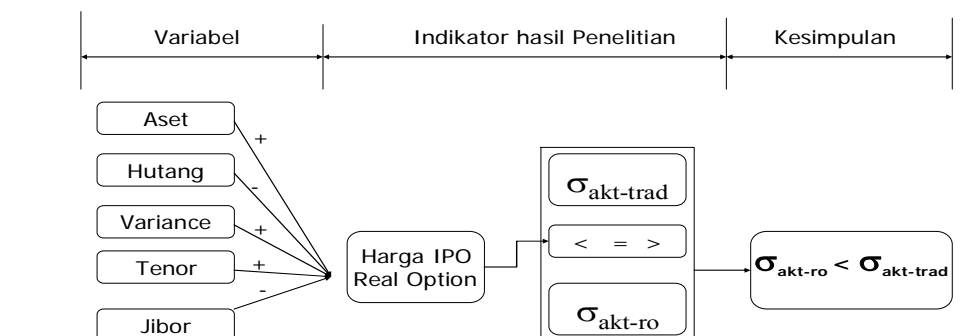 Variabel
Indikator hasil Penelitian
Kesimpulan
Aset
Hutang
Variance
Tenor
Jibor
+
-
+
+
-
Harga IPO
Real Option
σakt-trad
< = >
σakt-ro
σakt-ro < σakt-trad